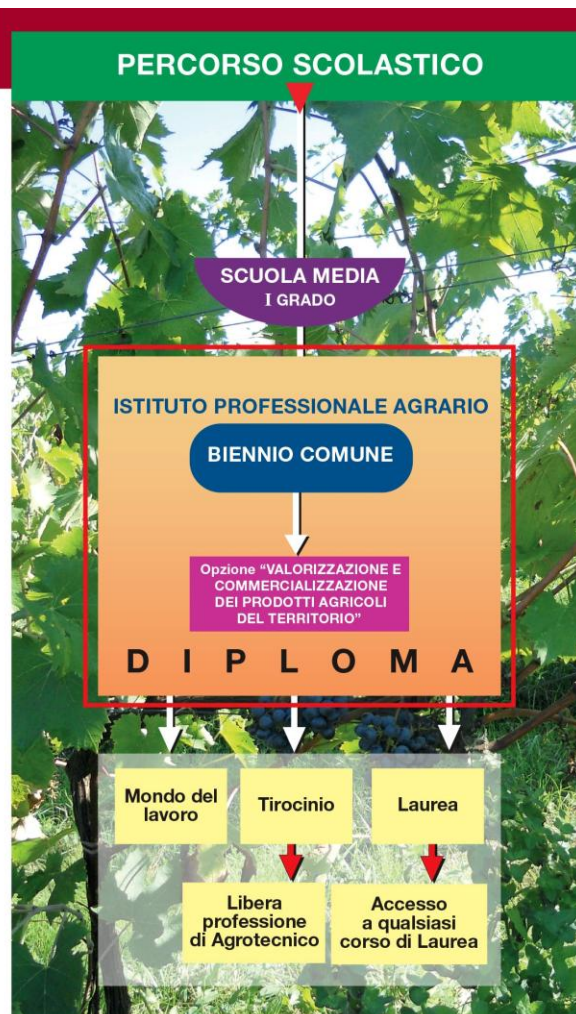 PERCORSO SCOLASTICO
SCUOLA MEDIA
I GRADO
ISTITUTO PROFESSIONALE AGRARIO
BIENNIO COMUNE
Opzione “VALORIZZAZIONE E
COMMERCIALIZZAZIONE
DEI PRODOTTI AGRICOLI
DEL TERRITORIO”
DIPLOMA
Mondo del
lavoro
Tirocinio
Laurea
Libera
professione
di Agrotecnico
Accesso
a qualsiasi
corso di Laurea